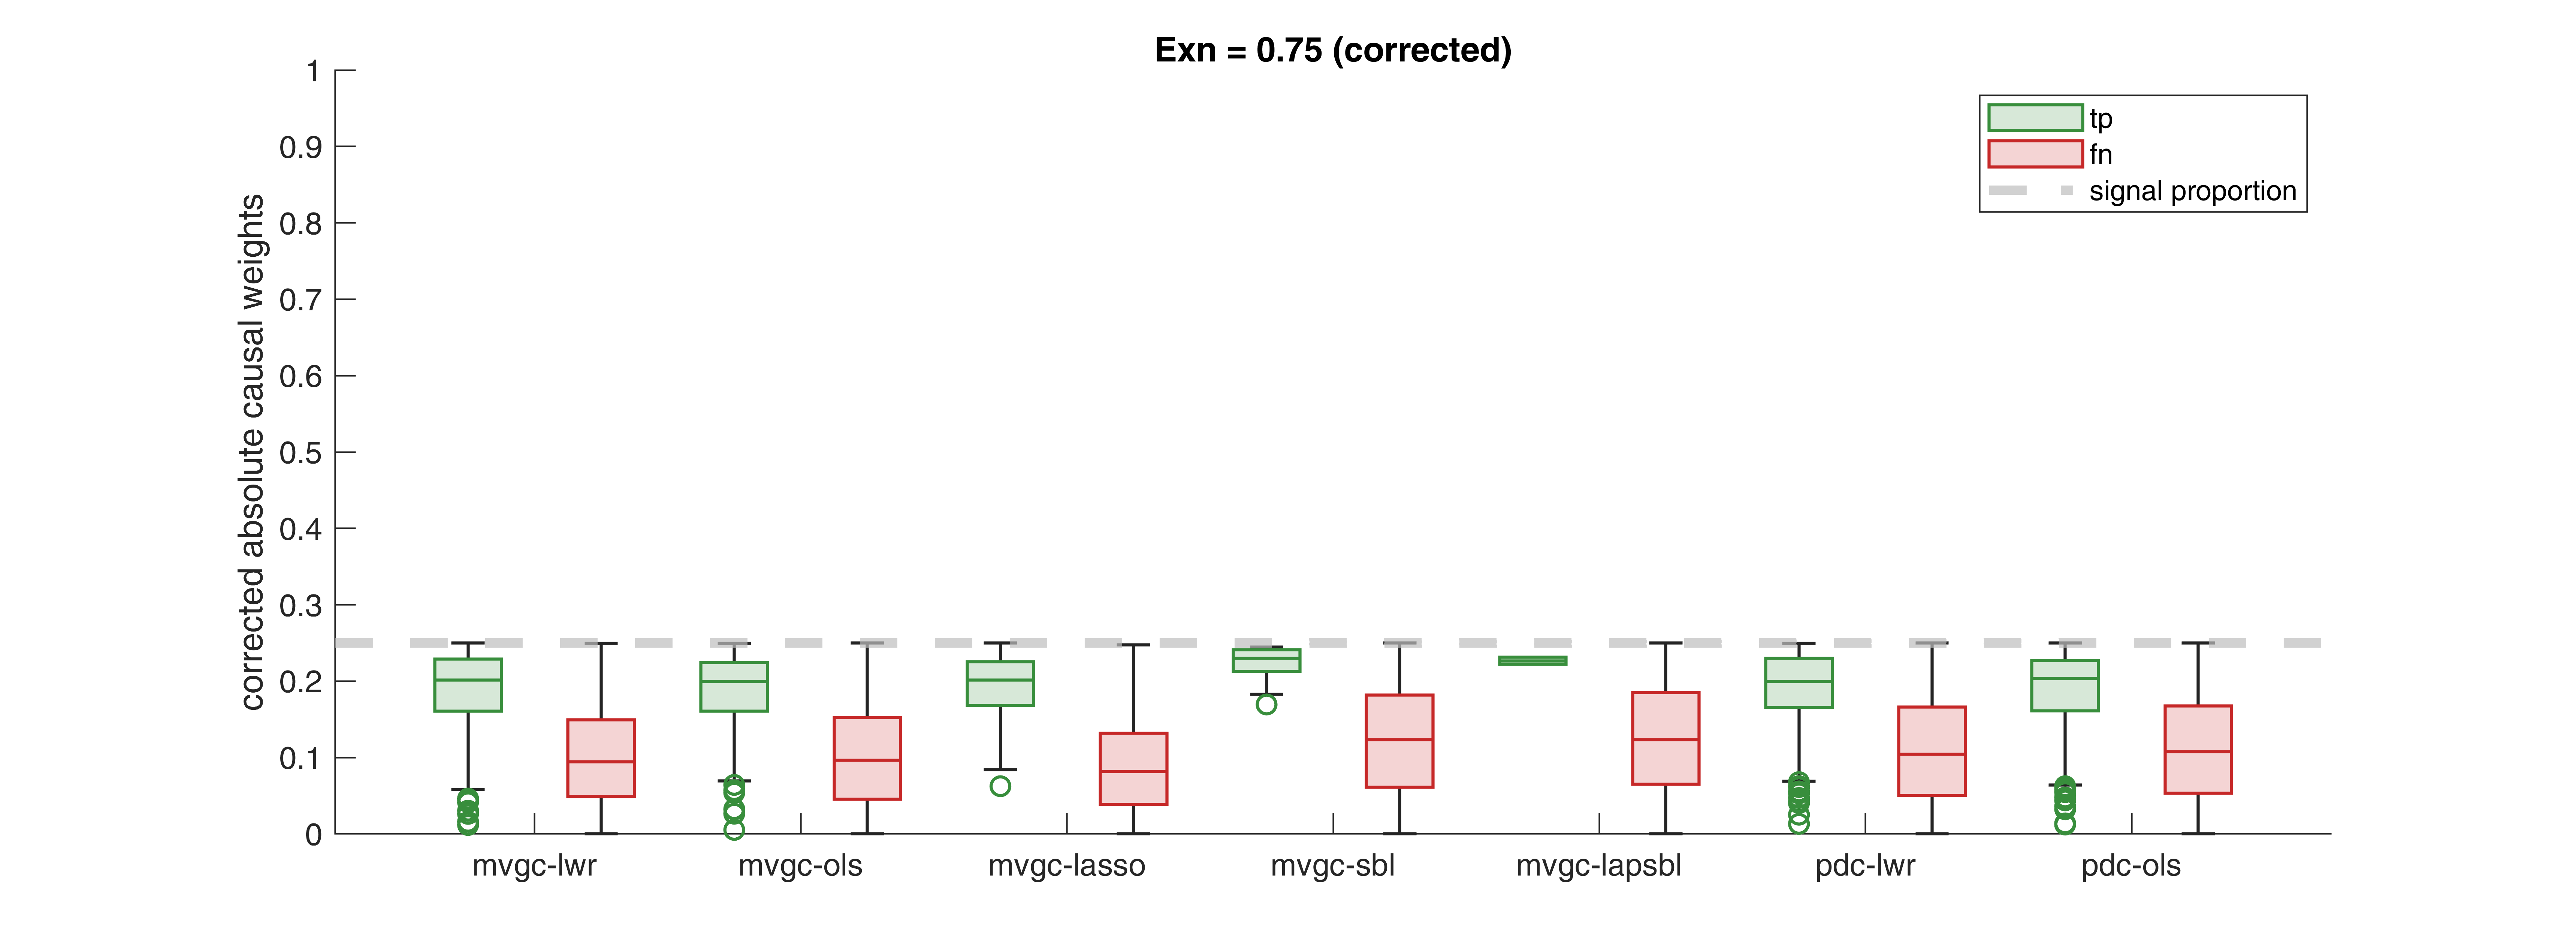 Exn = 0.75 (corrected)
corrected absolute causal weights
1
0.9
0.8
0.7
0.6
0.5
0.4
0.3
0.2
0.1
0
tp
fn
signal proportion
mvgc-lwr
mvgc-ols
mvgc-lasso
mvgc-sbl
mvgc-lapsbl
pdc-lwr
pdc-ols